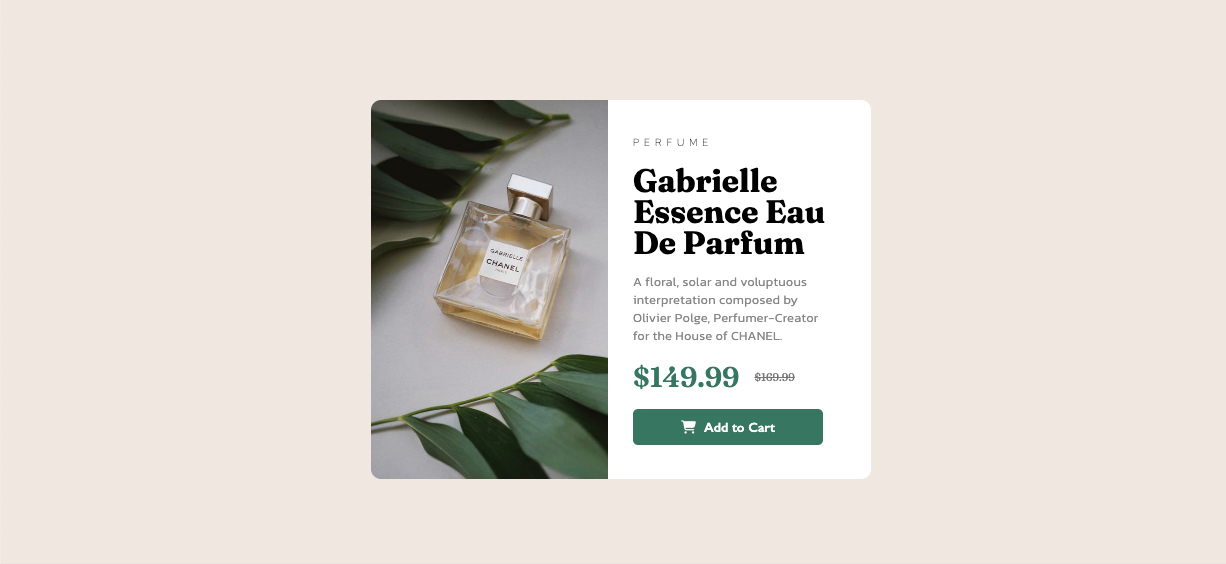 PERFUME
Gabrielle
Essence Eau
De Parfum
A floral, solar and voluptuous
interpretation composed by
Olivier Polge, Perfumer-Creator
for the House of CHANEL.
$149.99 $169.99
Add to Cart
GABRIELLE
CHANEL
PARIS